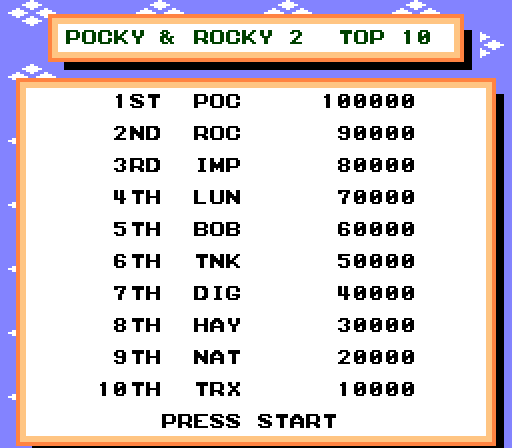 POCKY & ROCKY 2 TOP 10
1ST POC 100000
2ND ROC 90000
3RD IMP 80000
4TH LUN 70000
5TH BOB 60000
6TH TNK 50000
7TH DIG 40000
8TH HAY 30000
9TH NAT 20000
10TH TRX 10000
PRESS START